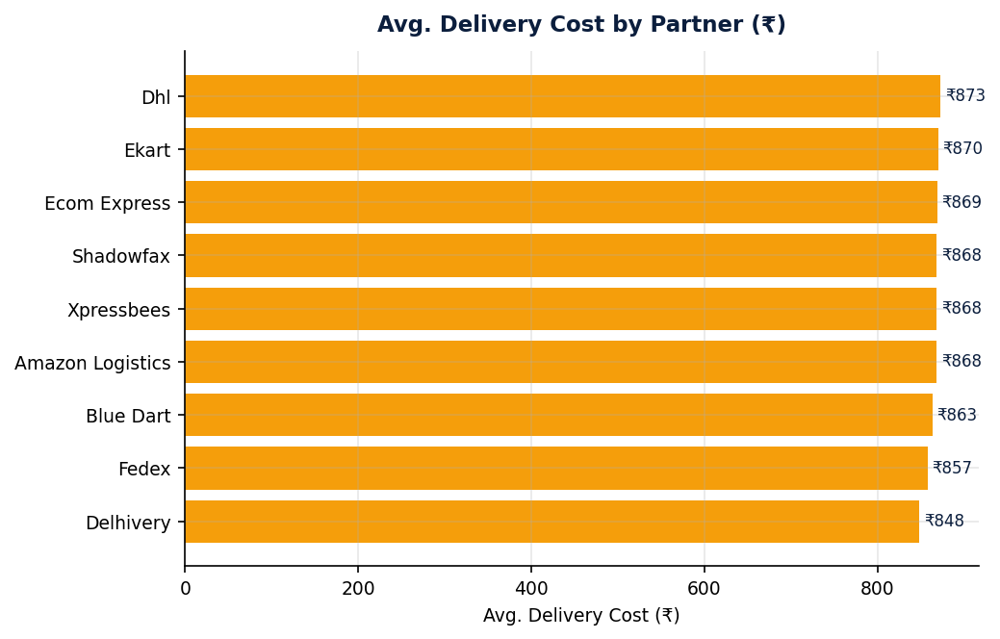 Avg. Delivery Cost by Partner (₹)
Dhl ₹873
Ekart ₹870
Ecom Express ₹869
Shadowfax ₹868
Xpressbees ₹868
Amazon Logistics ₹868
Blue Dart ₹863
Fedex ₹857
Delhivery ₹848
0 200 400 600 800
Avg. Delivery Cost (₹)